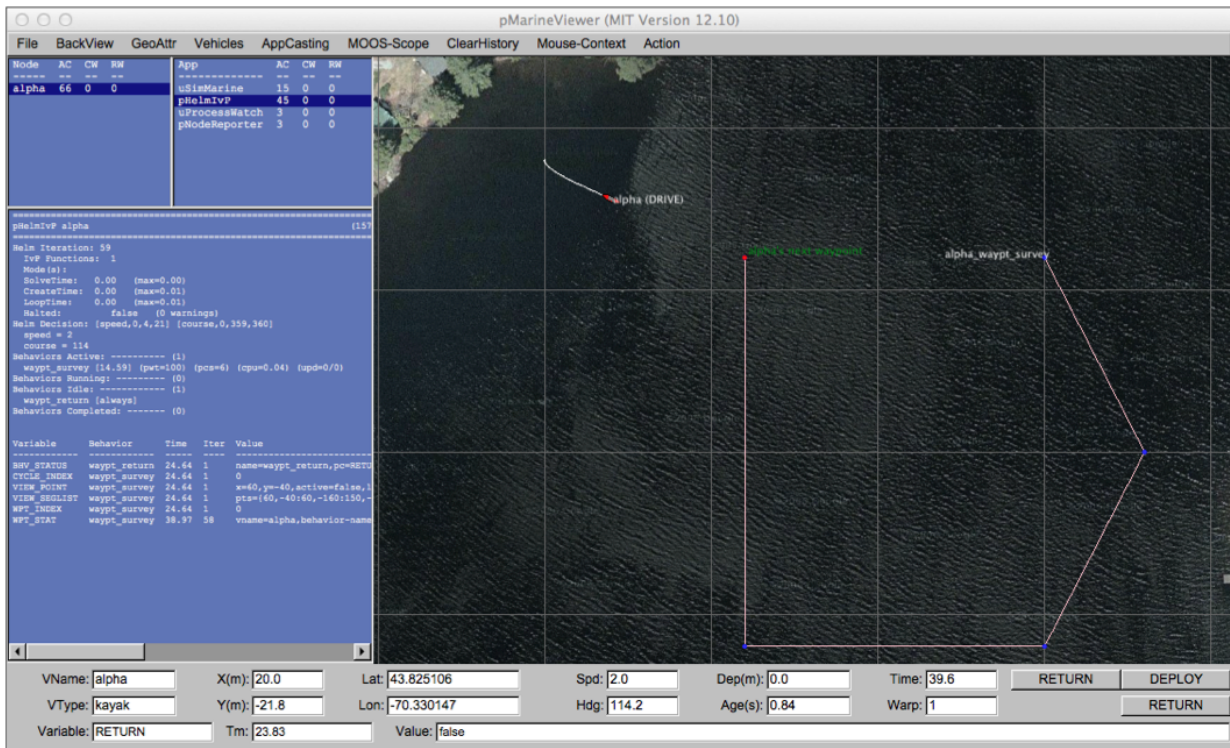 pMarineViewer (MIT Version 12.10)
File BackView GeoAttr Vehicles AppCasting MOOS-Scope ClearHistory Mouse-Context Action
Node AC CW RW
----- -- -- --
alpha 66 0 0
App AC CW RW
------------- -- -- --
uSimMarine 15 0 0
pHelmIvP 45 0 0
uProcessWatch 3 0 0
pNodeReporter 3 0 0
pHelmIvP alpha (157
Helm Iteration: 59
IvP Functions: 1
Mode(s):
SolveTime: 0.00 (max=0.00)
CreateTime: 0.00 (max=0.01)
LoopTime: 0.00 (max=0.01)
Halted: false (0 warnings)
Helm Decision: [speed,0,4,21] [course,0,359,360]
speed = 2
course = 114
Behaviors Active: ---------- (1)
waypt_survey [14.59] (pwt=100) (pcs=6) (cpu=0.04) (upd=0/0)
Behaviors Running: --------- (0)
Behaviors Idle: ------------ (1)
waypt_return [always]
Behaviors Completed: ------- (0)
Variable Behavior Time Iter Value
BHV_STATUS waypt_return 24.64 1 name=waypt_return,pc=RETU
CYCLE_INDEX waypt_survey 24.64 1 0
VIEW_POINT waypt_survey 24.64 1 x=60,y=-40,active=false,l
VIEW_SEGLIST waypt_survey 24.64 1 pts={60,-40:60,-160:150,-
WPT_INDEX waypt_survey 24.64 1 0
WPT_STAT waypt_survey 38.97 58 vname=alpha,behavior-name
alpha (DRIVE)
alpha's next waypoint
alpha_waypt_survey
VName: alpha X(m): 20.0 Lat: 43.825106 Spd: 2.0 Dep(m): 0.0 Time: 39.6 RETURN DEPLOY
VType: kayak Y(m): -21.8 Lon: -70.330147 Hdg: 114.2 Age(s): 0.84 Warp: 1 RETURN
Variable: RETURN Tm: 23.83 Value: false